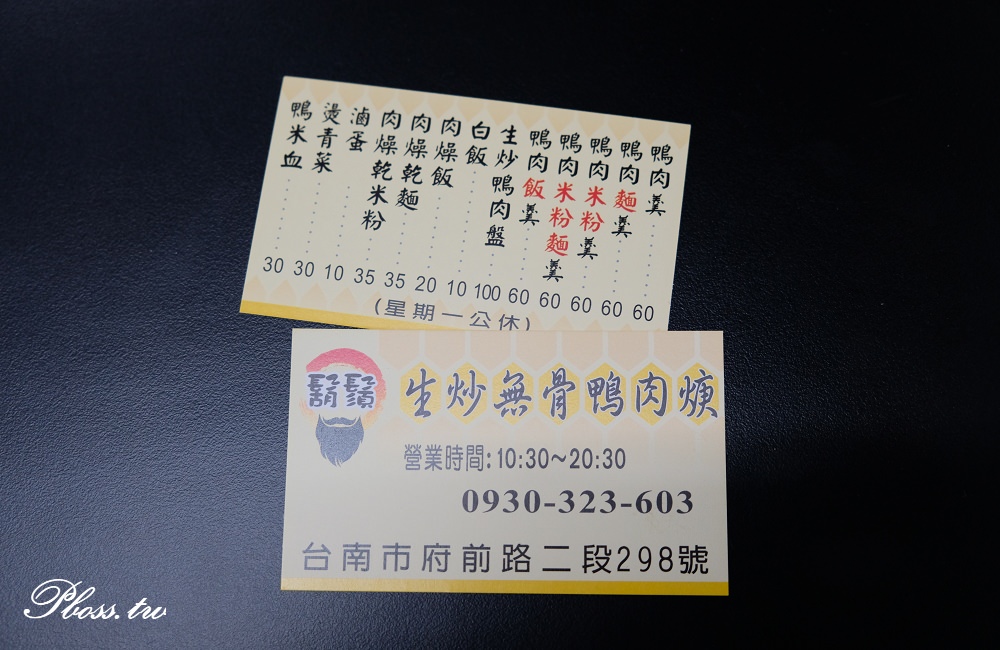 鴨肉羹 60
鴨肉麵羹 60
鴨肉米粉羹 60
鴨肉米粉麵羹 60
鴨肉飯羹 60
生炒鴨肉盤 100
白飯 10
肉燥飯 20
肉燥乾麵 35
肉燥乾米粉 35
滷蛋 10
燙青菜 30
鴨米血 30
(星期一公休)
鬍鬚
生炒無骨鴨肉焿
營業時間:10:30~20:30
0930-323-603
台南市府前路二段298號
Pboss.tw